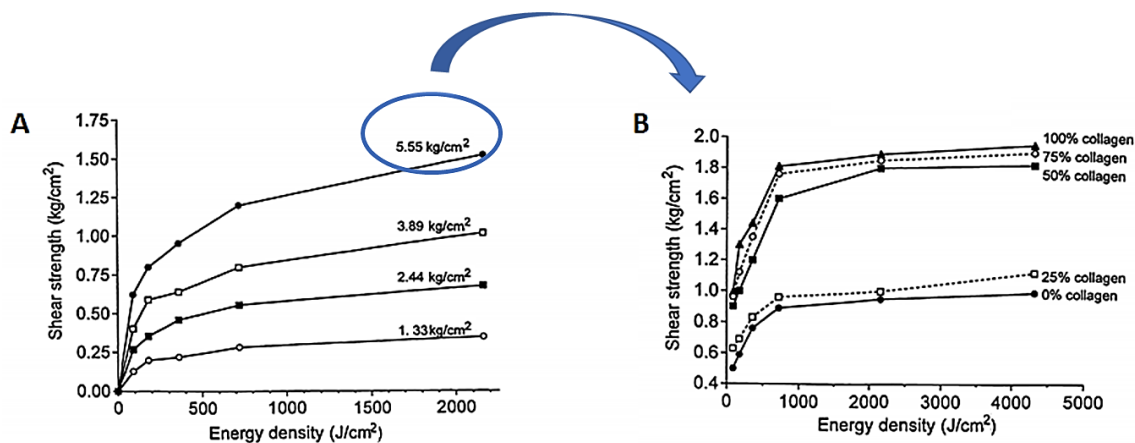 A
Shear strength (kg/cm²)
1.75
1.50
1.25
1.00
0.75
0.50
0.25
0.00
5.55 kg/cm²
3.89 kg/cm²
2.44 kg/cm²
1. 33kg/cm²
0
500
1000
1500
2000
Energy density (J/cm²)
B
Shear strength (kg/cm²)
2.0
1.8
1.6
1.4
1.2
1.0
0.8
0.6
0.4
100% collagen
75% collagen
50% collagen
25% collagen
0% collagen
0
1000
2000
3000
4000
5000
Energy density (J/cm²)